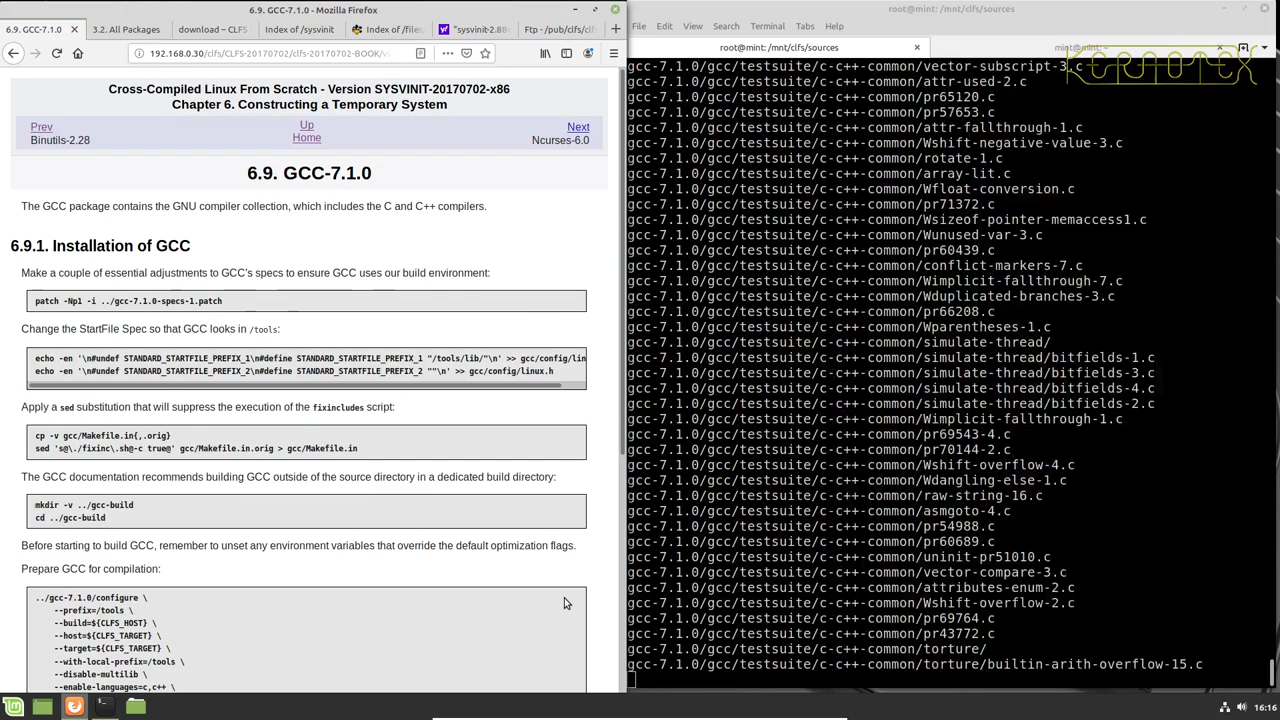 6.9. GCC-7.1.0 - Mozilla Firefox
6.9. GCC-7.1.0
3.2. All Packages
download – CLFS
Index of /sysvinit
Index of /files
"sysvinit-2.88
Ftp - /pub/clfs/c
192.168.0.30/clfs/CLFS-20170702/clfs-20170702-BOOK/
Cross-Compiled Linux From Scratch - Version SYSVINIT-20170702-x86
Chapter 6. Constructing a Temporary System
Prev
Up
Next
Binutils-2.28
Home
Ncurses-6.0
6.9. GCC-7.1.0
The GCC package contains the GNU compiler collection, which includes the C and C++ compilers.
6.9.1. Installation of GCC
Make a couple of essential adjustments to GCC's specs to ensure GCC uses our build environment:
patch -Np1 -i ../gcc-7.1.0-specs-1.patch
Change the StartFile Spec so that GCC looks in /tools:
echo -en '\n#undef STANDARD_STARTFILE_PREFIX_1\n#define STANDARD_STARTFILE_PREFIX_1 "/tools/lib/"\n' >> gcc/config/lin
echo -en '\n#undef STANDARD_STARTFILE_PREFIX_2\n#define STANDARD_STARTFILE_PREFIX_2 ""\n' >> gcc/config/linux.h
Apply a sed substitution that will suppress the execution of the fixincludes script:
cp -v gcc/Makefile.in{,.orig}
sed 's@\./fixinc\.sh@-c true@' gcc/Makefile.in.orig > gcc/Makefile.in
The GCC documentation recommends building GCC outside of the source directory in a dedicated build directory:
mkdir -v ../gcc-build
cd ../gcc-build
Before starting to build GCC, remember to unset any environment variables that override the default optimization flags.
Prepare GCC for compilation:
../gcc-7.1.0/configure \
--prefix=/tools \
--build=${CLFS_HOST} \
--host=${CLFS_TARGET} \
--target=${CLFS_TARGET} \
--with-local-prefix=/tools \
--disable-multilib \
--enable-languages=c,c++ \
root@mint: /mnt/clfs/sources
File Edit View Search Terminal Tabs Help
root@mint: /mnt/clfs/sources
root@mint: ~
KERNOTEX
gcc-7.1.0/gcc/testsuite/c-c++-common/vector-subscript-3.c
gcc-7.1.0/gcc/testsuite/c-c++-common/attr-used-2.c
gcc-7.1.0/gcc/testsuite/c-c++-common/pr65120.c
gcc-7.1.0/gcc/testsuite/c-c++-common/pr57653.c
gcc-7.1.0/gcc/testsuite/c-c++-common/attr-fallthrough-1.c
gcc-7.1.0/gcc/testsuite/c-c++-common/Wshift-negative-value-3.c
gcc-7.1.0/gcc/testsuite/c-c++-common/rotate-1.c
gcc-7.1.0/gcc/testsuite/c-c++-common/array-lit.c
gcc-7.1.0/gcc/testsuite/c-c++-common/Wfloat-conversion.c
gcc-7.1.0/gcc/testsuite/c-c++-common/pr71372.c
gcc-7.1.0/gcc/testsuite/c-c++-common/Wsizeof-pointer-memaccess1.c
gcc-7.1.0/gcc/testsuite/c-c++-common/Wunused-var-3.c
gcc-7.1.0/gcc/testsuite/c-c++-common/pr60439.c
gcc-7.1.0/gcc/testsuite/c-c++-common/conflict-markers-7.c
gcc-7.1.0/gcc/testsuite/c-c++-common/Wimplicit-fallthrough-7.c
gcc-7.1.0/gcc/testsuite/c-c++-common/Wduplicated-branches-3.c
gcc-7.1.0/gcc/testsuite/c-c++-common/pr66208.c
gcc-7.1.0/gcc/testsuite/c-c++-common/Wparentheses-1.c
gcc-7.1.0/gcc/testsuite/c-c++-common/simulate-thread/
gcc-7.1.0/gcc/testsuite/c-c++-common/simulate-thread/bitfields-1.c
gcc-7.1.0/gcc/testsuite/c-c++-common/simulate-thread/bitfields-3.c
gcc-7.1.0/gcc/testsuite/c-c++-common/simulate-thread/bitfields-4.c
gcc-7.1.0/gcc/testsuite/c-c++-common/simulate-thread/bitfields-2.c
gcc-7.1.0/gcc/testsuite/c-c++-common/Wimplicit-fallthrough-1.c
gcc-7.1.0/gcc/testsuite/c-c++-common/pr69543-4.c
gcc-7.1.0/gcc/testsuite/c-c++-common/pr70144-2.c
gcc-7.1.0/gcc/testsuite/c-c++-common/Wshift-overflow-4.c
gcc-7.1.0/gcc/testsuite/c-c++-common/Wdangling-else-1.c
gcc-7.1.0/gcc/testsuite/c-c++-common/raw-string-16.c
gcc-7.1.0/gcc/testsuite/c-c++-common/asmgoto-4.c
gcc-7.1.0/gcc/testsuite/c-c++-common/pr54988.c
gcc-7.1.0/gcc/testsuite/c-c++-common/pr60689.c
gcc-7.1.0/gcc/testsuite/c-c++-common/uninit-pr51010.c
gcc-7.1.0/gcc/testsuite/c-c++-common/vector-compare-3.c
gcc-7.1.0/gcc/testsuite/c-c++-common/attributes-enum-2.c
gcc-7.1.0/gcc/testsuite/c-c++-common/Wshift-overflow-2.c
gcc-7.1.0/gcc/testsuite/c-c++-common/pr69764.c
gcc-7.1.0/gcc/testsuite/c-c++-common/pr43772.c
gcc-7.1.0/gcc/testsuite/c-c++-common/torture/
gcc-7.1.0/gcc/testsuite/c-c++-common/torture/builtin-arith-overflow-15.c
16:16